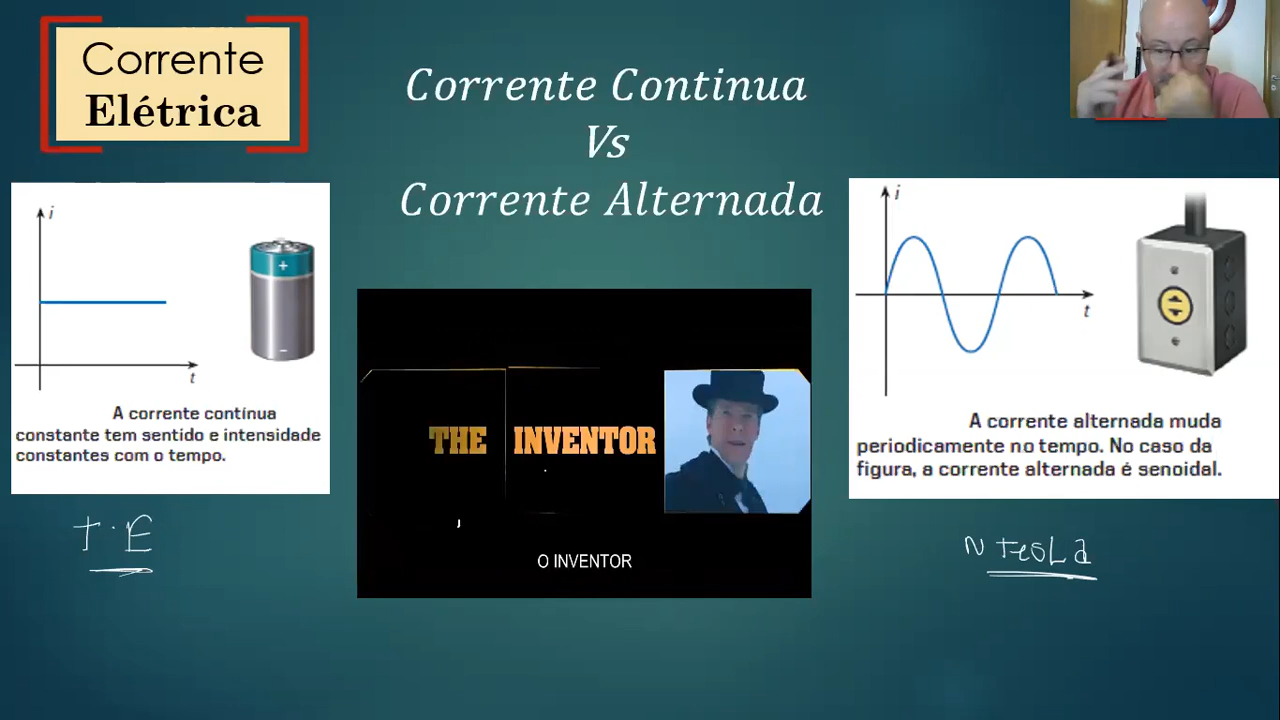 Corrente
Elétrica
Corrente Continua
Vs
Corrente Alternada
i
t
+
-
A corrente contínua
constante tem sentido e intensidade
constantes com o tempo.
T.E
THE INVENTOR
O INVENTOR
i
t
A corrente alternada muda
periodicamente no tempo. No caso da
figura, a corrente alternada é senoidal.
N TesLa